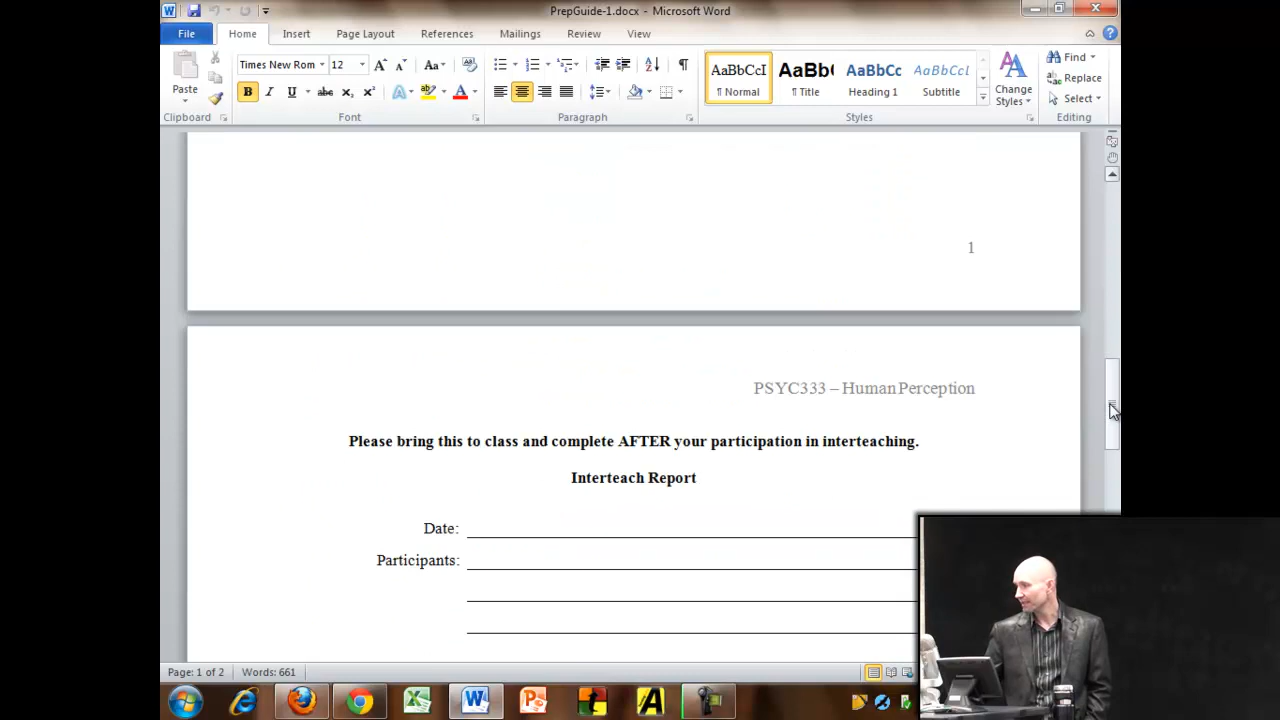 PrepGuide-1.docx - Microsoft Word
File Home Insert Page Layout References Mailings Review View
Times New Rom 12 Aa
AaBbCcI AaBb( AaBbCc AaBbCcL
Paste
¶ Normal ¶ Title Heading 1 Subtitle
Change Styles
Find
Replace
Select
Clipboard Font Paragraph Styles Editing
1
PSYC333 – Human Perception
Please bring this to class and complete AFTER your participation in interteaching.
Interteach Report
Date:
Participants:
Page: 1 of 2 Words: 661